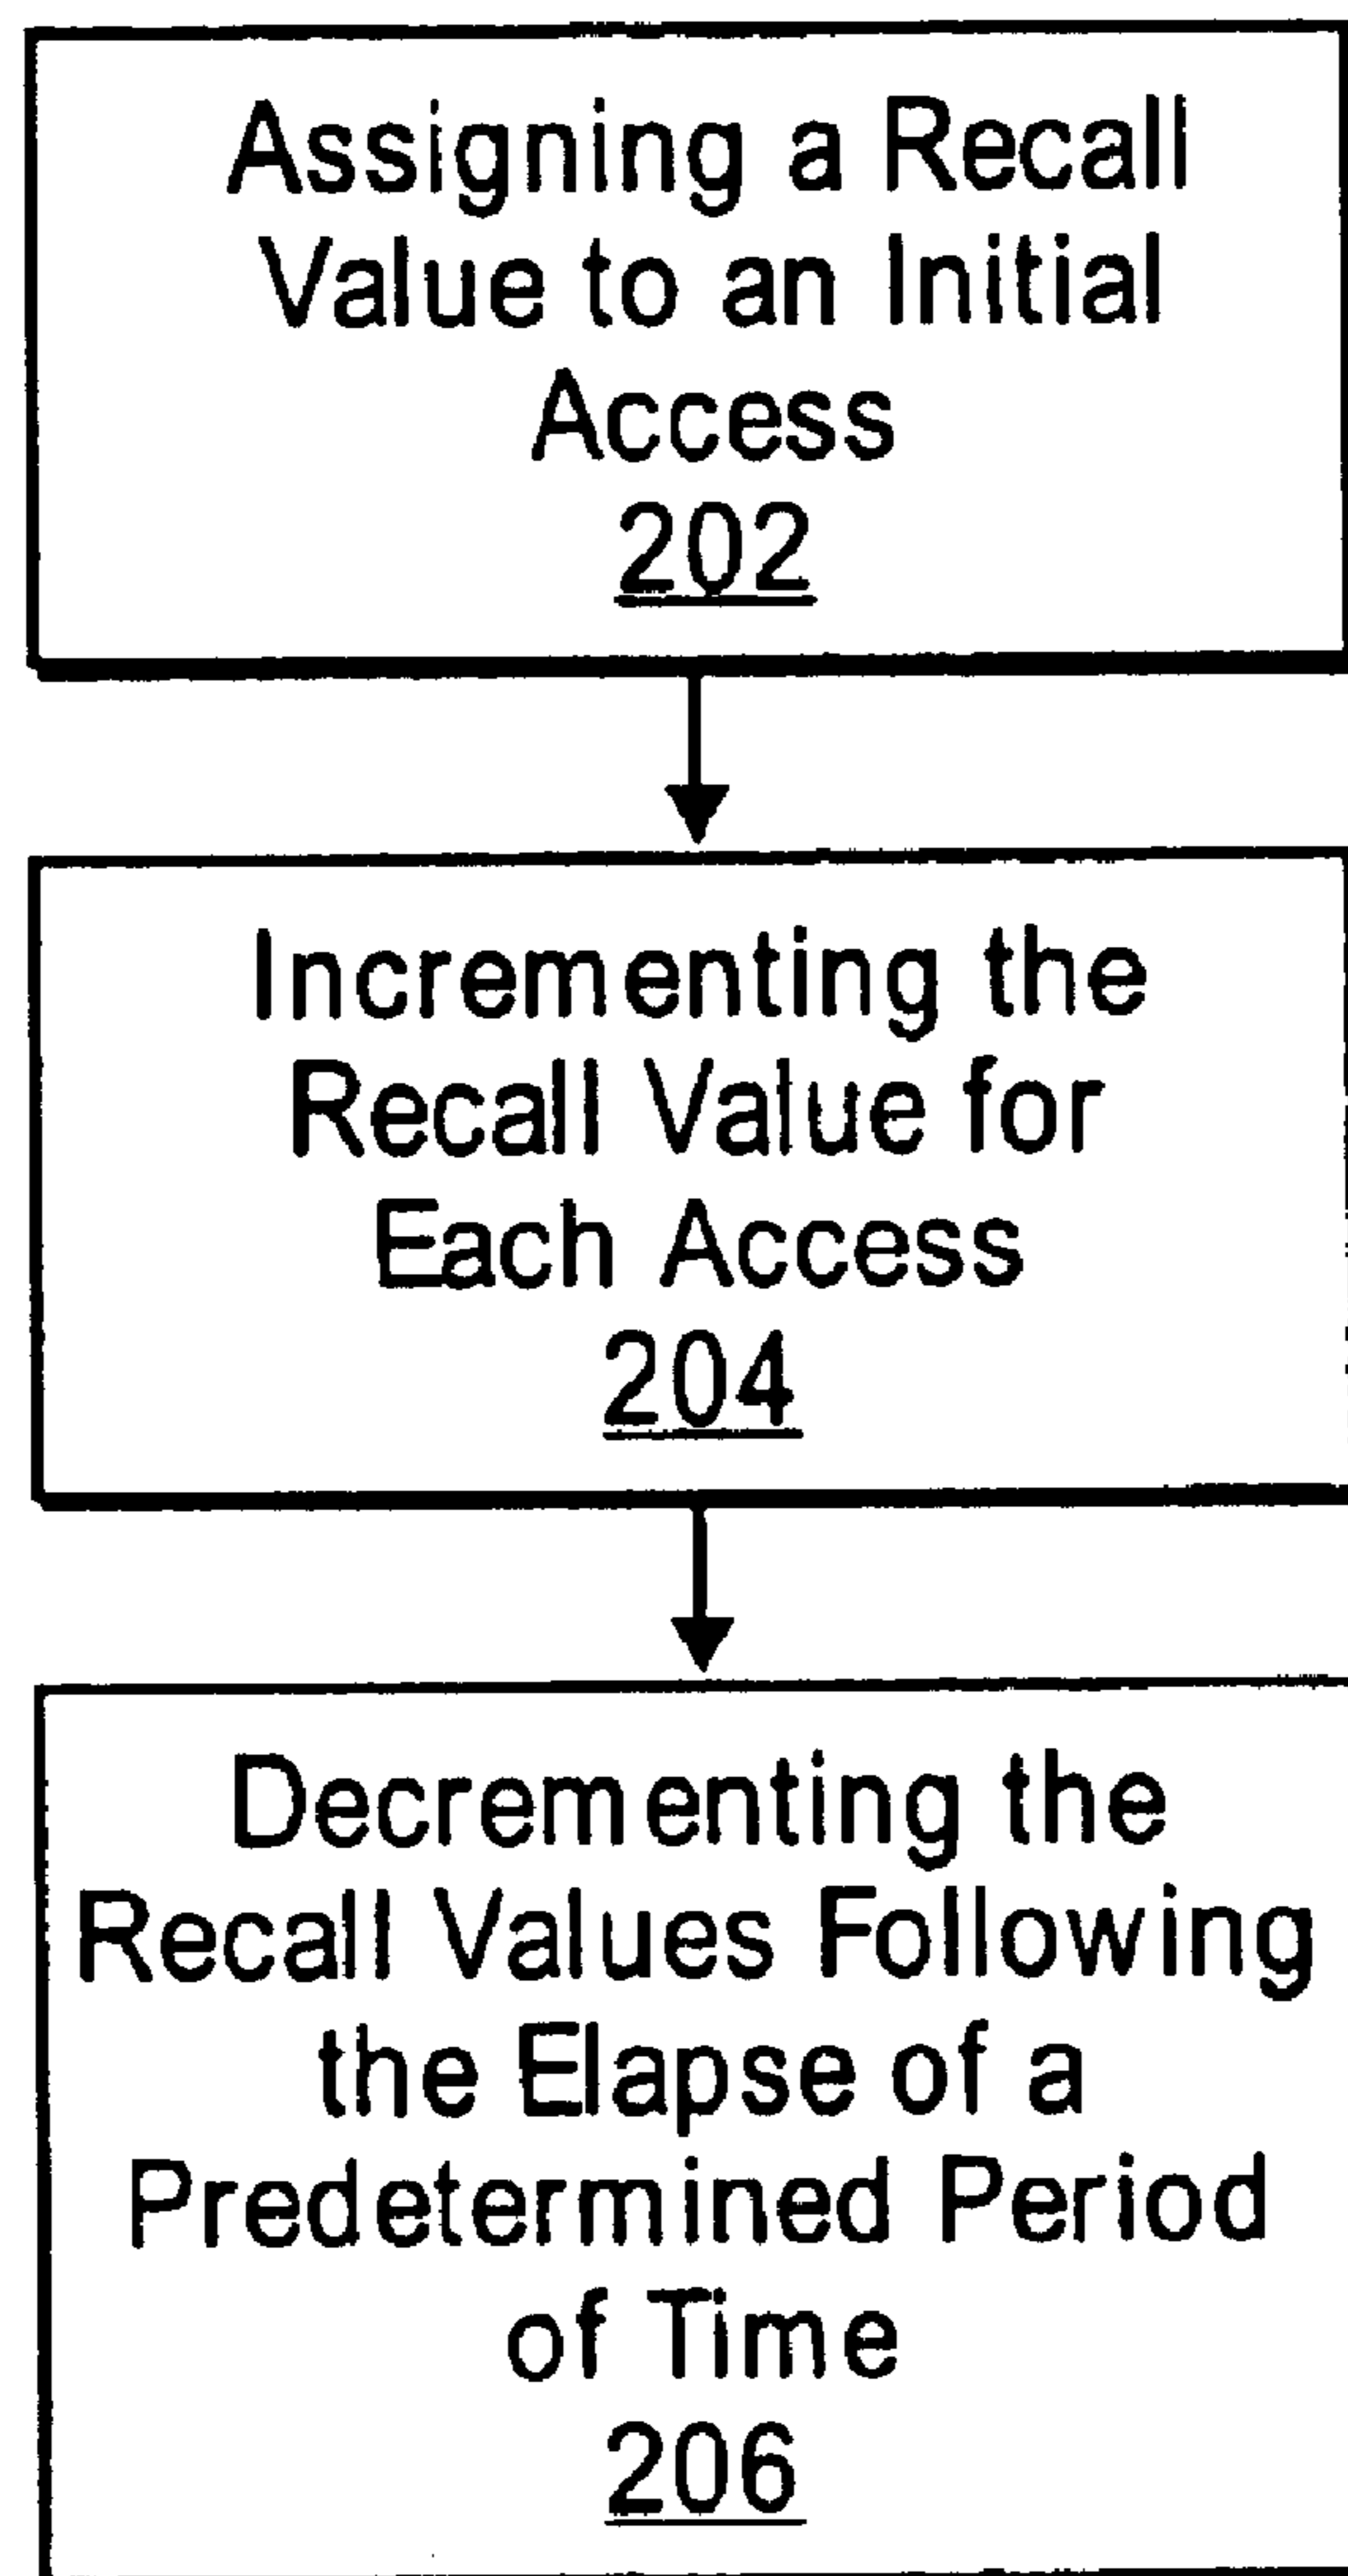 Assigning a Recall
Value to an Initial
Access
202
Incrementing the
Recall Value for
Each Access
204
Decrementing the
Recall Values Following
the Elapse of a
Predetermined Period
of Time
206